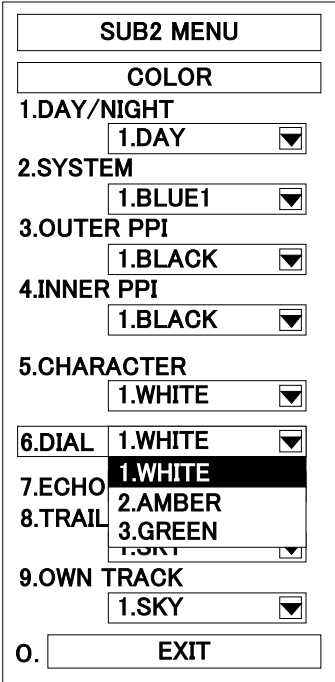 SUB2 MENU
COLOR
1.DAY/NIGHT
1.DAY
2.SYSTEM
1.BLUE1
3.OUTER PPI
1.BLACK
4.INNER PPI
1.BLACK
5.CHARACTER
1.WHITE
6.DIAL 1.WHITE
1.WHITE
7.ECHO
2.AMBER
8.TRAIL
3.GREEN
1.SKY
9.OWN TRACK
1.SKY
0. EXIT